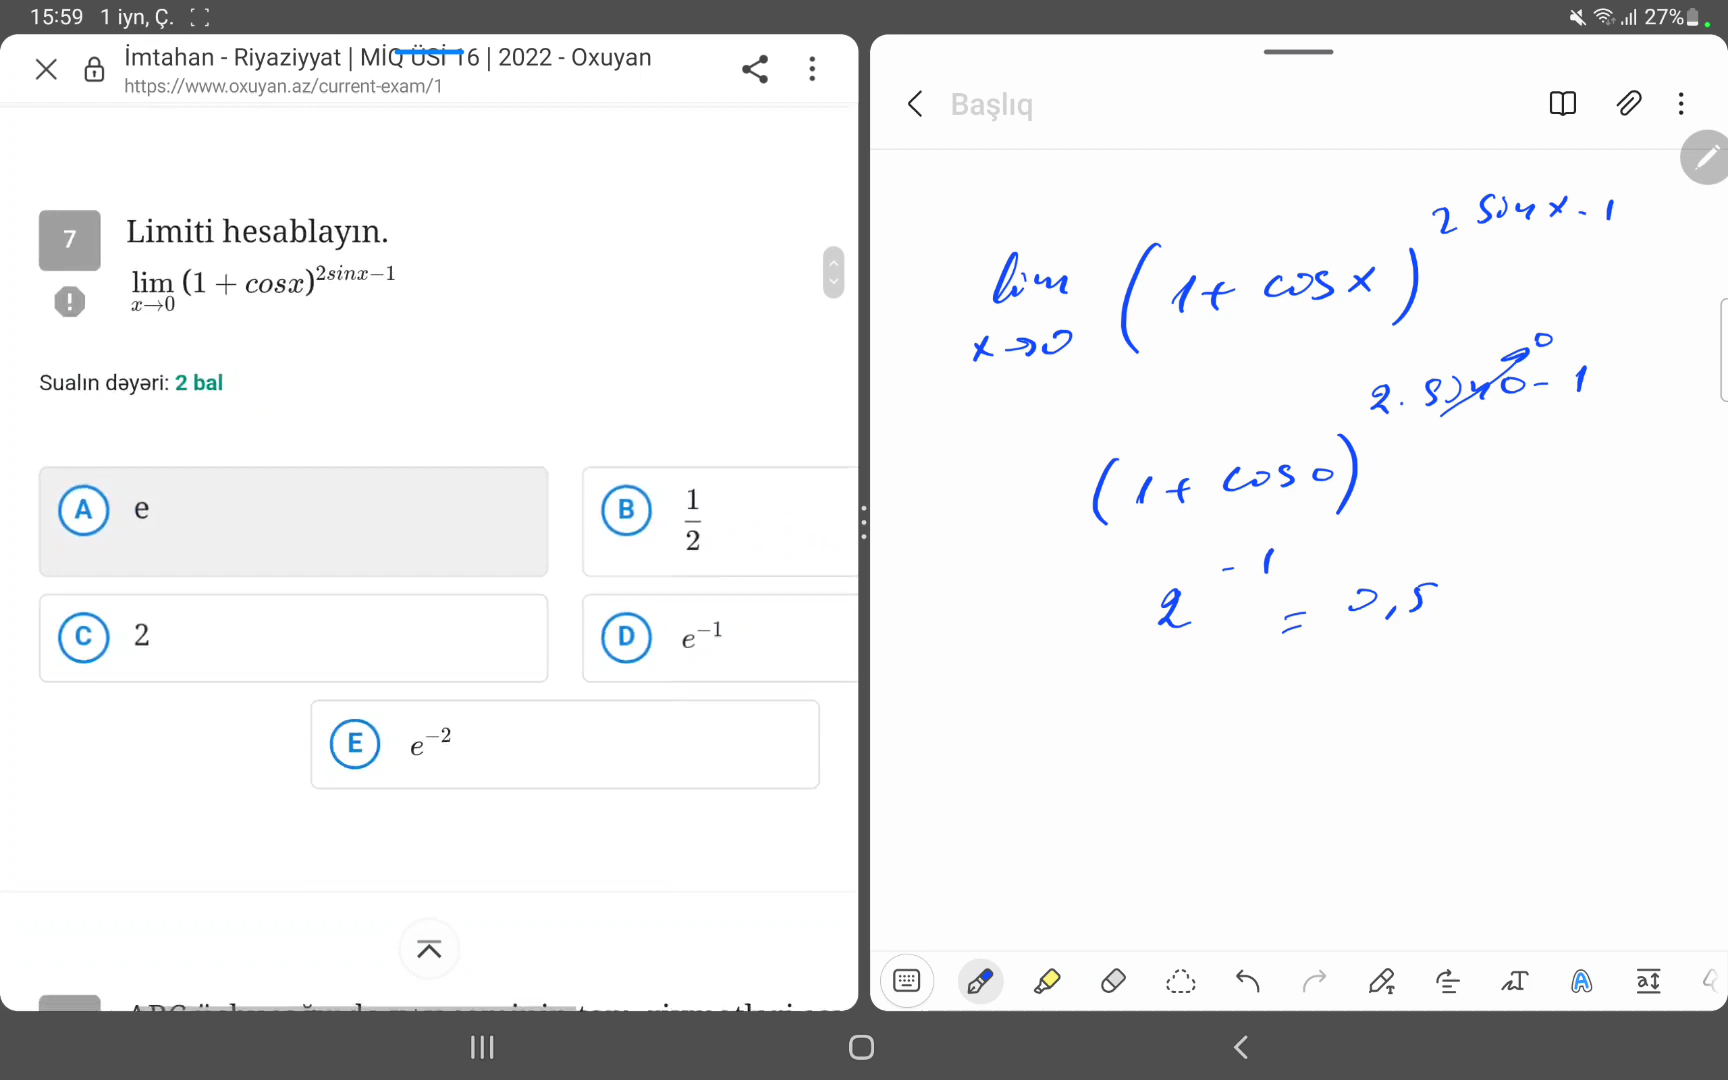 15:59 1 iyn, Ç.
27%
İmtahan - Riyaziyyat | MİQ ÜSİ 16 | 2022 - Oxuyan
https://www.oxuyan.az/current-exam/1
7
Limiti hesablayın.
lim (1 + cosx)^{2sinx−1}
x→0
Sualın dəyəri: 2 bal
A e
B 1/2
C 2
D e^{−1}
E e^{−2}
Başlıq
lim (1+ cos x)^{2 sin x - 1}
x→0
(1+ cos 0)^{2. sin 0 - 1}
0
2^{-1} = 0,5